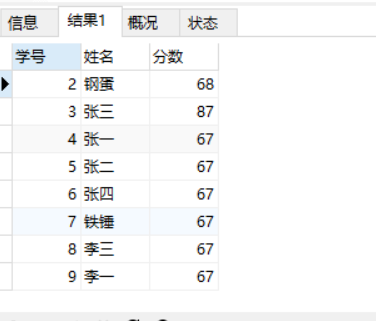 信息 结果1 概况 状态
学号 姓名 分数
2 钢蛋 68
3 张三 87
4 张一 67
5 张二 67
6 张四 67
7 铁锤 67
8 李三 67
9 李一 67